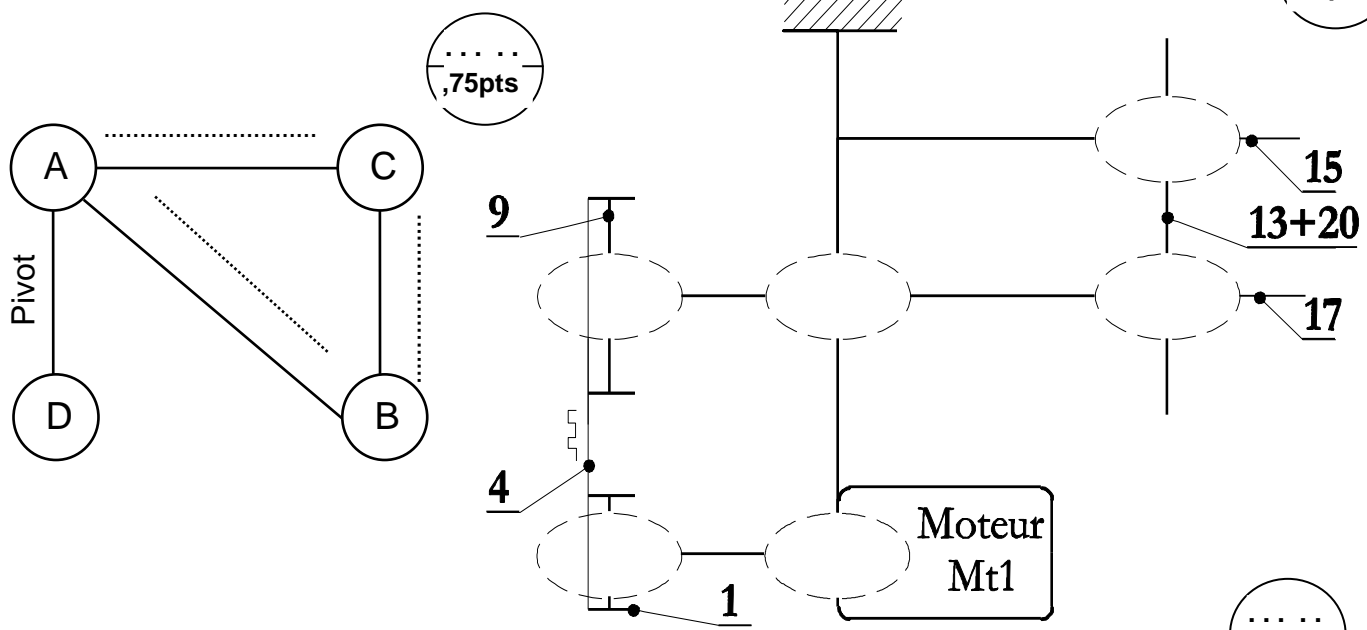 ... ..
,75pts
A
C
Pivot
D
B
9
4
1
15
13+20
17
Moteur
Mt1
... ..